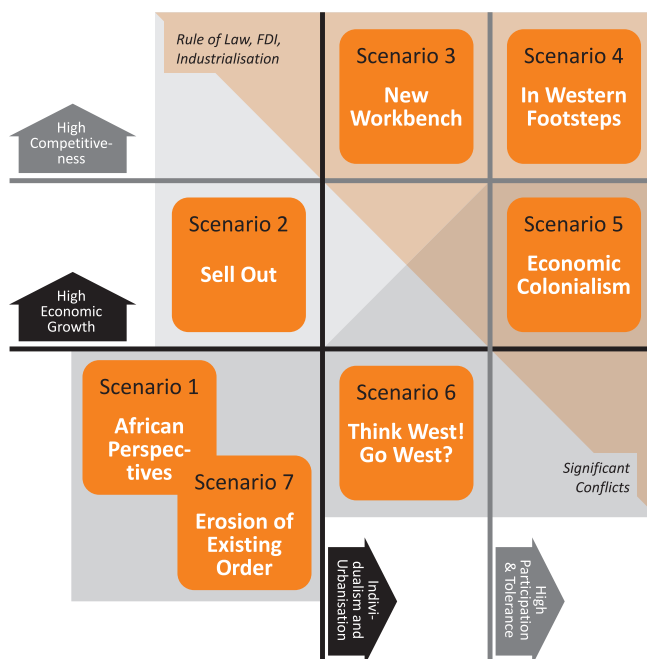 Rule of Law, FDI,
Industrialisation
Scenario 3
New
Workbench
Scenario 4
In Western
Footsteps
High
Competitive-
ness
Scenario 2
Sell Out
Scenario 5
Economic
Colonialism
High
Economic
Growth
Scenario 1
African
Perspec-
tives
Scenario 6
Think West!
Go West?
Scenario 7
Erosion of
Existing
Order
Significant
Conflicts
Indivi-
dualism and
Urbanisation
High
Participation
& Tolerance